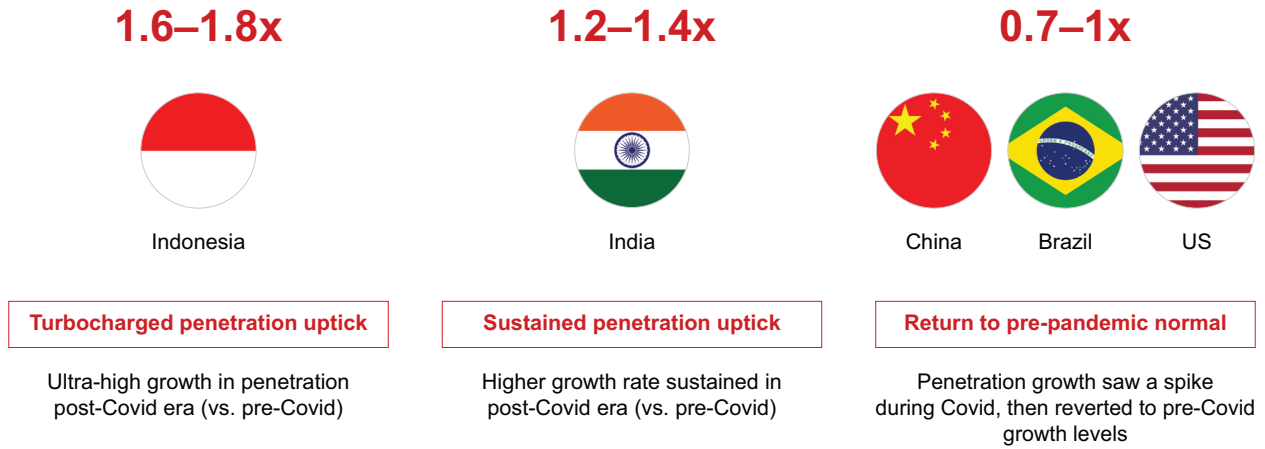 1.6–1.8x
Indonesia
Turbocharged penetration uptick
Ultra-high growth in penetration
post-Covid era (vs. pre-Covid)
1.2–1.4x
India
Sustained penetration uptick
Higher growth rate sustained in
post-Covid era (vs. pre-Covid)
0.7–1x
China
Brazil
US
Return to pre-pandemic normal
Penetration growth saw a spike
during Covid, then reverted to pre-Covid
growth levels